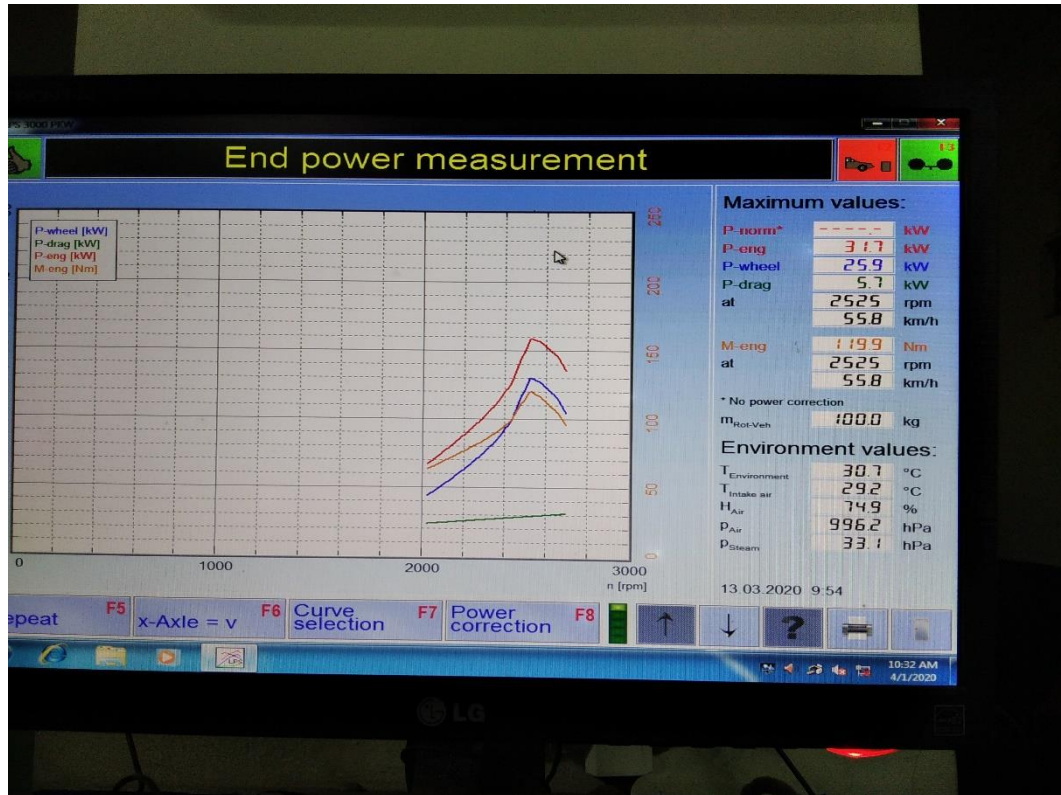 PS 3000 PKW
End power measurement
F3
P-wheel [kW]
P-drag [kW]
P-eng [kW]
M-eng [Nm]
250
200
150
100
50
0
0 1000 2000 3000
n [rpm]
Maximum values:
P-norm* ----.- kW
P-eng 31.7 kW
P-wheel 25.9 kW
P-drag 5.7 kW
at 2525 rpm
55.8 km/h
M-eng 119.9 Nm
at 2525 rpm
55.8 km/h
* No power correction
mRot-Veh 100.0 kg
Environment values:
TEnvironment 30.7 °C
TIntake air 29.2 °C
HAir 74.9 %
PAir 996.2 hPa
PSteam 33.1 hPa
13.03.2020 9:54
epeat F5
x-Axle = v F6
Curve selection F7
Power correction F8
?
LPS
10:32 AM
4/1/2020
LG